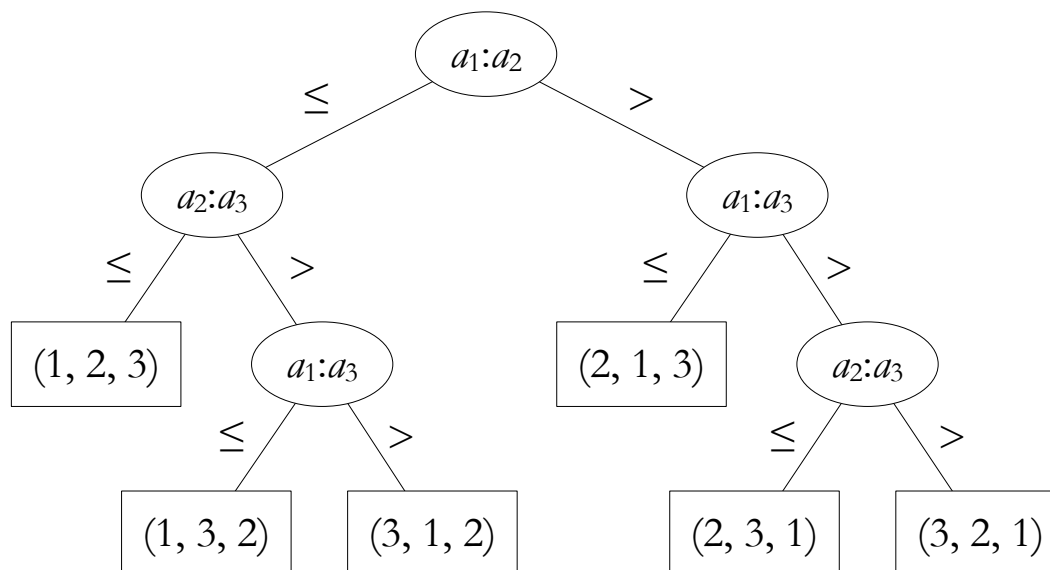 a₁:a₂
≤ >
a₂:a₃ a₁:a₃
≤ > ≤ >
(1, 2, 3) a₁:a₃ (2, 1, 3) a₂:a₃
≤ > ≤ >
(1, 3, 2) (3, 1, 2) (2, 3, 1) (3, 2, 1)